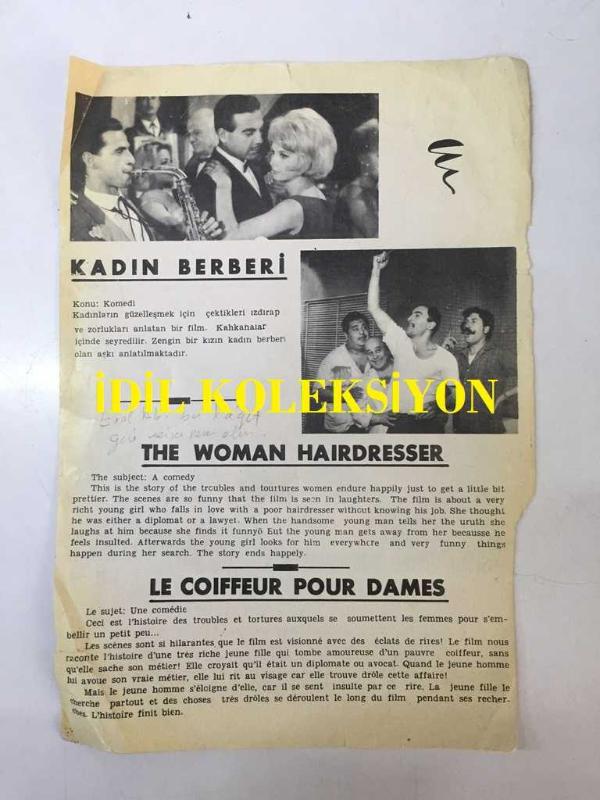 KADIN BERBERİ
Konu: Komedi
Kadınların güzelleşmek için çektikleri ızdırap
ve zorlukları anlatan bir film. Kahkahalar
içinde seyredilir. Zengin bir kızın kadın berberi
olan aşkı anlatılmaktadır.
İDİL KOLEKSİYON
THE WOMAN HAIRDRESSER
The subject: A comedy
This is the story of the trcubles and tourtures women endure happily just to get a little bit
prettier. The scenes are so funny that the film is seen in laughters. The film is about a very
richt young girl who falls in love with a poor hairdresser without knowing his job. She thought
he was either a diplomat or a lawyet. When the handsome young man tells her the uruth she
laughs at him because she finds it funnyö Eut the young man gets away from her becausse he
feels insulted. Afterwards the young girl looks for him everywhcre and very funny things
happen during her search. The story ends happely.
LE COIFFEUR POUR DAMES
Le sujet: Une comédie
Ceci est l'histoire des troubles et tortures auxquels se soumettent les femmes pour s'em-
bellir un petit peu...
Les scènes sont si hilarantes que le film est visionné avec des éclats de rires! Le film nous
raconte l'histoire d'une très riche jeune fille qui tombe amoureuse d'un pauvre coiffeur, sans
qu'elle sache son métier! Elle croyait qu'il était un diplomate ou avocat. Quand le jeune homme
lui avoue son vraie métier, elle lui rit au visage car elle trouve drôle cette affaire!
Mais le jeune homme s'éloigne d'elle, car il se sent insulte par ce rire. La jeune fille le
cherche partout et des choses très drôles se déroulent le long du film pendant ses recher-
ches. L'histoire finit bien.